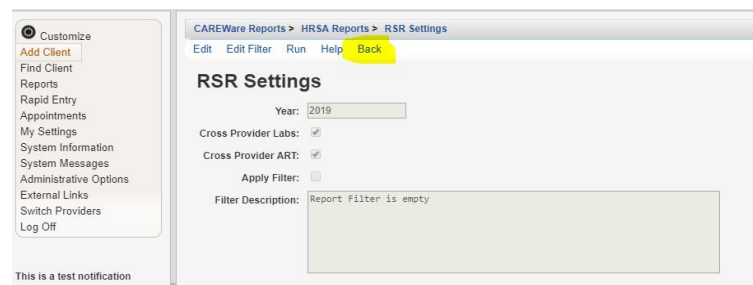 Customize
Add Client
Find Client
Reports
Rapid Entry
Appointments
My Settings
System Information
System Messages
Administrative Options
External Links
Switch Providers
Log Off
This is a test notification
CAREWare Reports > HRSA Reports > RSR Settings
Edit Edit Filter Run Help Back
RSR Settings
Year: 2019
Cross Provider Labs:
Cross Provider ART:
Apply Filter:
Filter Description: Report Filter is empty